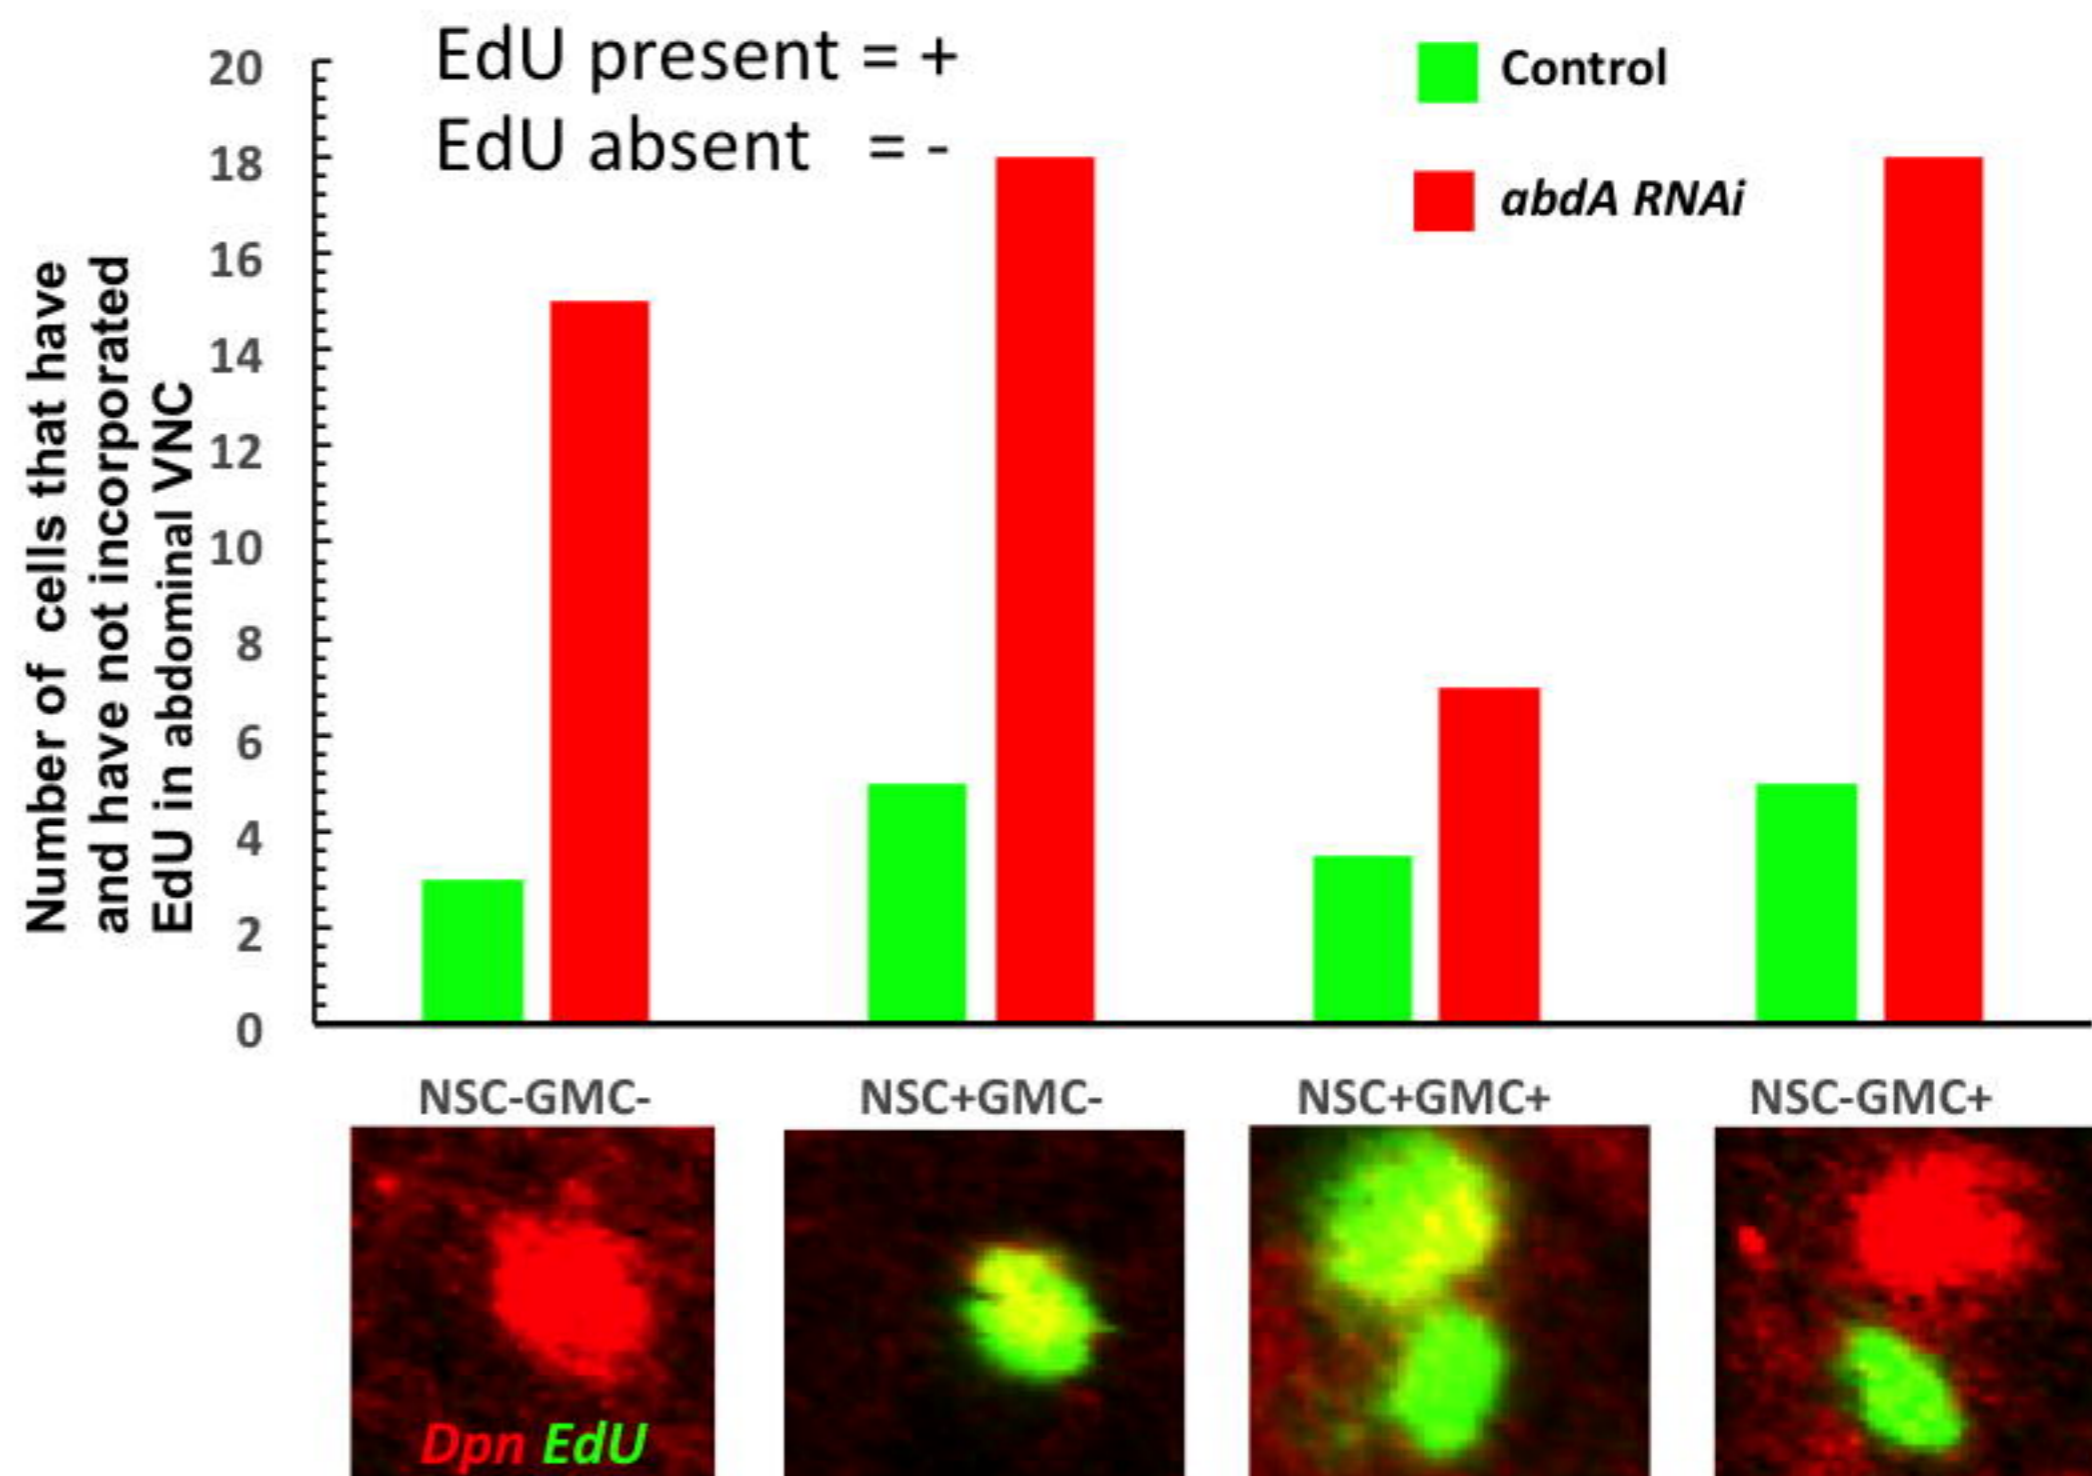 EdU present = +
EdU absent = -
Control
abdA RNAi
Number of cells that have
and have not incorporated
EdU in abdominal VNC
20
18
16
14
12
10
8
6
4
2
0
NSC-GMC-
NSC+GMC-
NSC+GMC+
NSC-GMC+
Dpn EdU